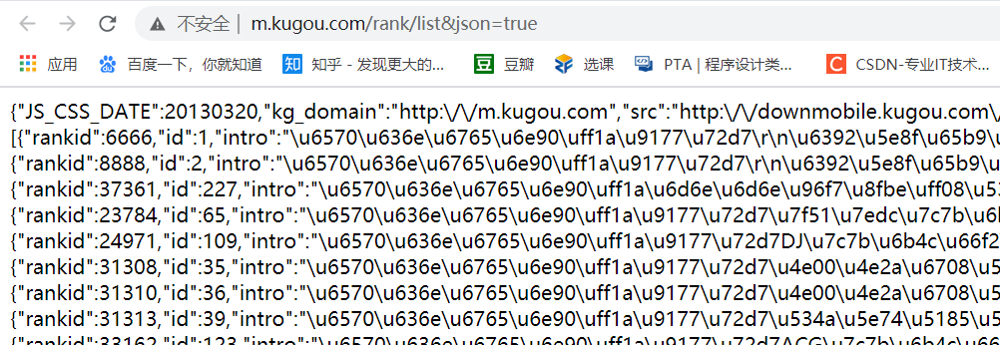 不安全 | m.kugou.com/rank/list&json=true
应用 百度一下，你就知道 知 知乎 - 发现更大的... 豆 豆瓣 选课 PTA | 程序设计类... C CSDN-专业IT技术...
{"JS_CSS_DATE":20130320,"kg_domain":"http:\/\/m.kugou.com","src":"http:\/\/downmobile.kugou.com\/
[{"rankid":6666,"id":1,"intro":"\u6570\u636e\u6765\u6e90\uff1a\u9177\u72d7\r\n\u6392\u5e8f\u65b9\u
{"rankid":8888,"id":2,"intro":"\u6570\u636e\u6765\u6e90\uff1a\u9177\u72d7\r\n\u6392\u5e8f\u65b9\u
{"rankid":37361,"id":227,"intro":"\u6570\u636e\u6765\u6e90\uff1a\u6d6e\u6d6e\u96f7\u8fbe\uff08\u53
{"rankid":23784,"id":65,"intro":"\u6570\u636e\u6765\u6e90\uff1a\u9177\u72d7\u7f51\u7edc\u7c7b\u6b
{"rankid":24971,"id":109,"intro":"\u6570\u636e\u6765\u6e90\uff1a\u9177\u72d7DJ\u7c7b\u6b4c\u66f2
{"rankid":31308,"id":35,"intro":"\u6570\u636e\u6765\u6e90\uff1a\u9177\u72d7\u4e00\u4e2a\u6708\u5
{"rankid":31310,"id":36,"intro":"\u6570\u636e\u6765\u6e90\uff1a\u9177\u72d7\u4e00\u4e2a\u6708\u5
{"rankid":31313,"id":39,"intro":"\u6570\u636e\u6765\u6e90\uff1a\u9177\u72d7\u534a\u5e74\u5185\u5
{"rankid":33162,"id":123,"intro":"\u6570\u636e\u6765\u6e90\uff1a\u9177\u72d7ACG\u7c7b\u6b4c\u66